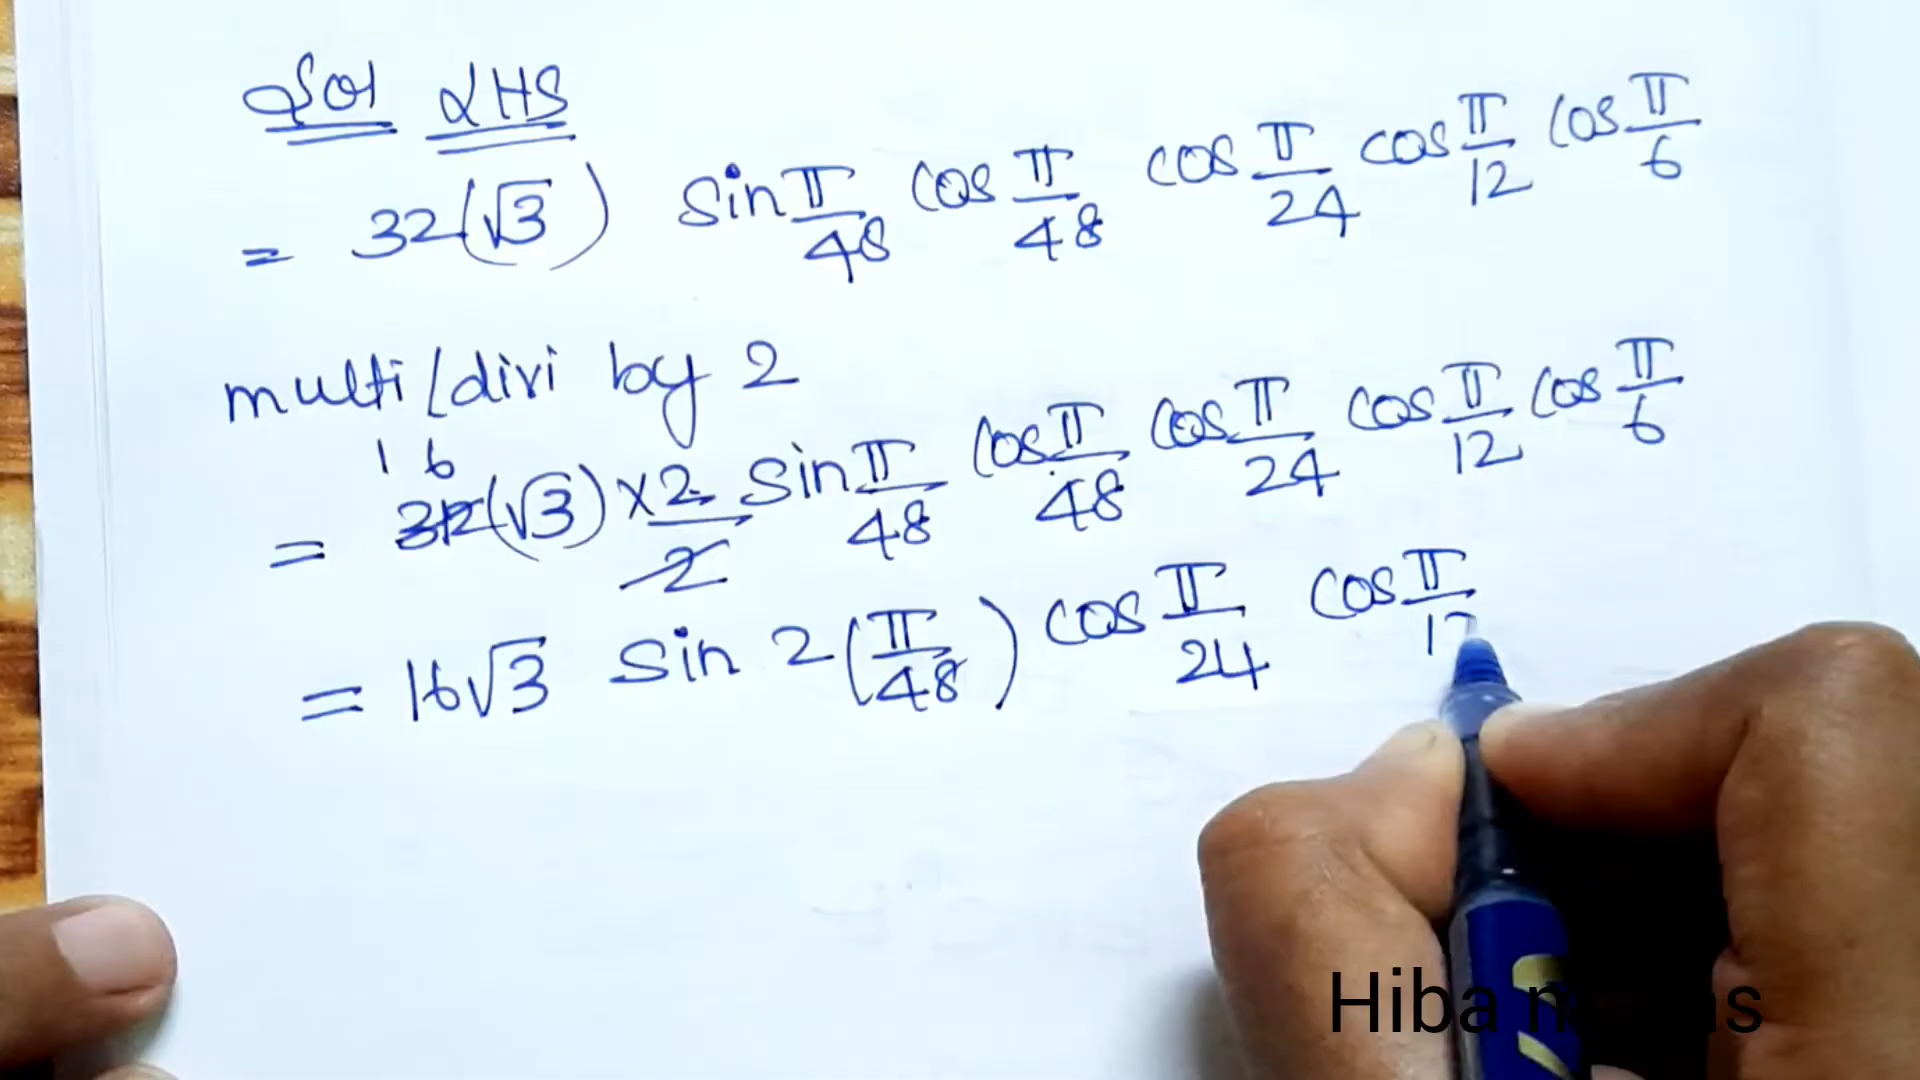 Sol LHS
= 32(√3) sin π/48 cos π/48 cos π/24 cos π/12 cos π/6
multi/divi by 2
16
= 32(√3) × 2/2 sin π/48 cos π/48 cos π/24 cos π/12 cos π/6
= 16√3 sin 2(π/48) cos π/24 cos π/12
Hiba